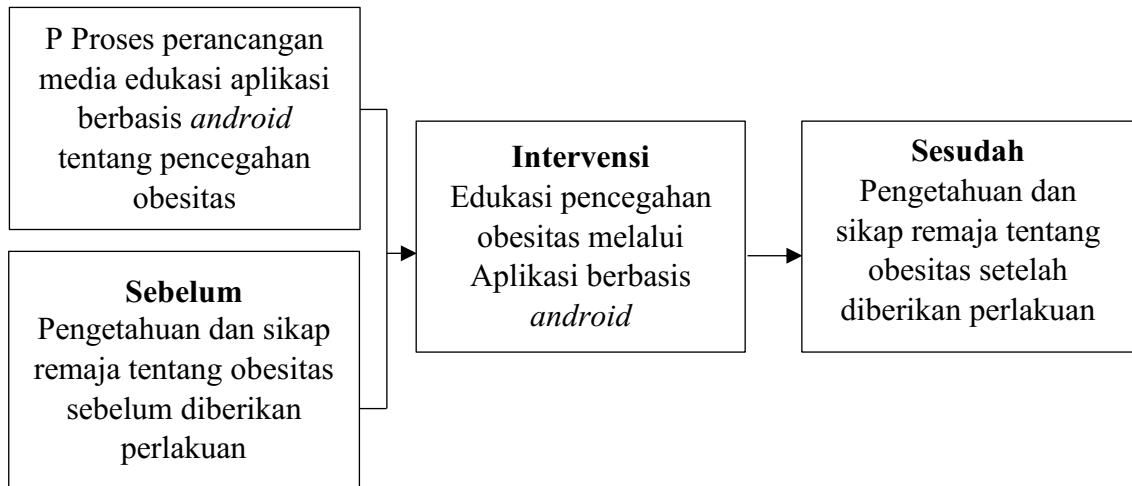 P Proses perancangan
media edukasi aplikasi
berbasis android
tentang pencegahan
obesitas
Sebelum
Pengetahuan dan sikap
remaja tentang obesitas
sebelum diberikan
perlakuan
Intervensi
Edukasi pencegahan
obesitas melalui
Aplikasi berbasis
android
Sesudah
Pengetahuan dan
sikap remaja tentang
obesitas setelah
diberikan perlakuan